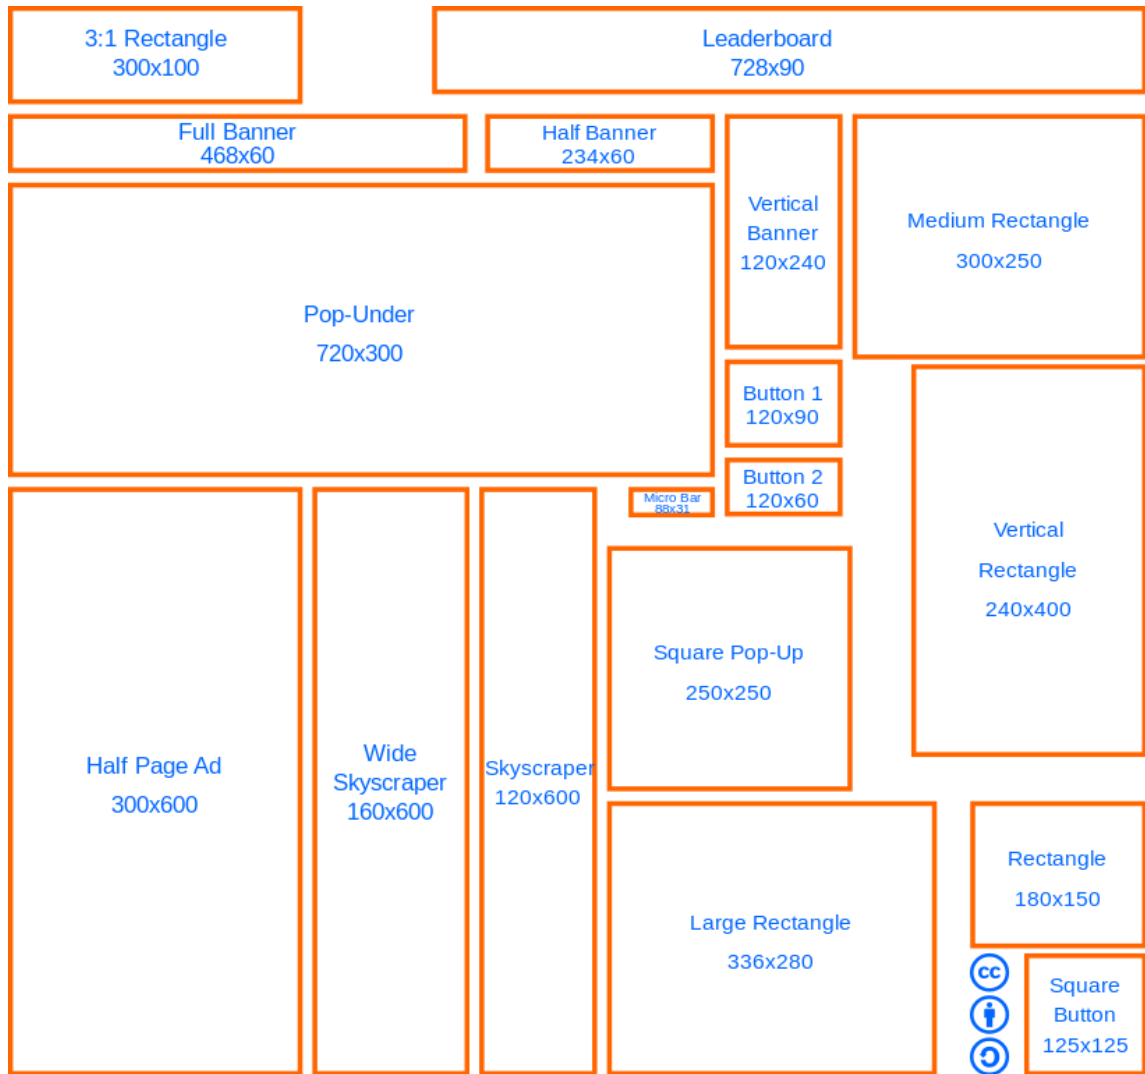 3:1 Rectangle
300x100
Leaderboard
728x90
Full Banner
468x60
Half Banner
234x60
Vertical
Banner
120x240
Medium Rectangle
300x250
Pop-Under
720x300
Button 1
120x90
Button 2
120x60
Micro Bar
88x31
Vertical
Rectangle
240x400
Square Pop-Up
250x250
Half Page Ad
300x600
Wide
Skyscraper
160x600
Skyscraper
120x600
Large Rectangle
336x280
Rectangle
180x150
cc
Square
Button
125x125